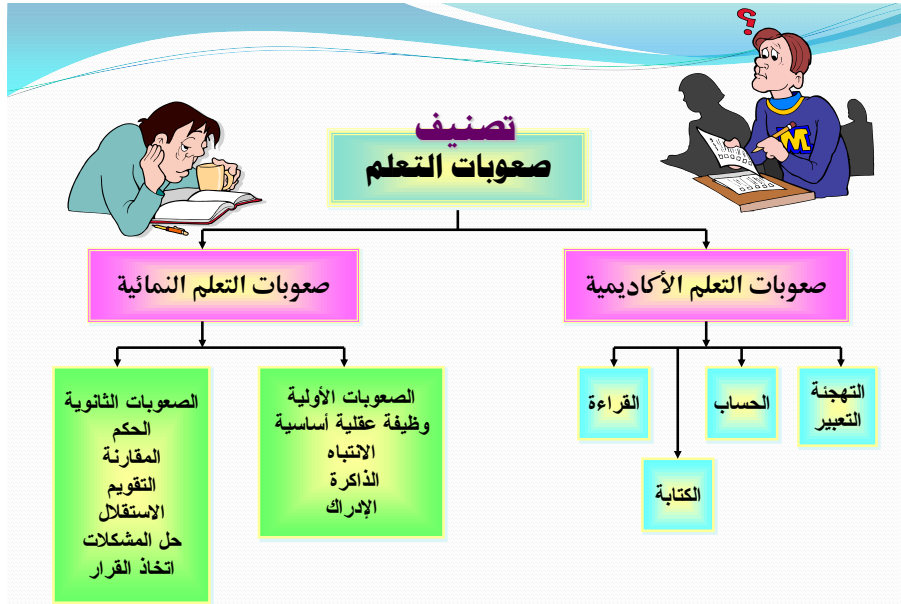 ؟
تصنيف
صعوبات التعلم
M
صعوبات التعلم الأكاديمية
صعوبات التعلم النمائية
التهجئة
التعبير
الحساب
الكتابة
القراءة
الصعوبات الأولية
وظيفة عقلية أساسية
الانتباه
الذاكرة
الإدراك
الصعوبات الثانوية
الحكم
المقارنة
التقويم
الاستقلال
حل المشكلات
اتخاذ القرار